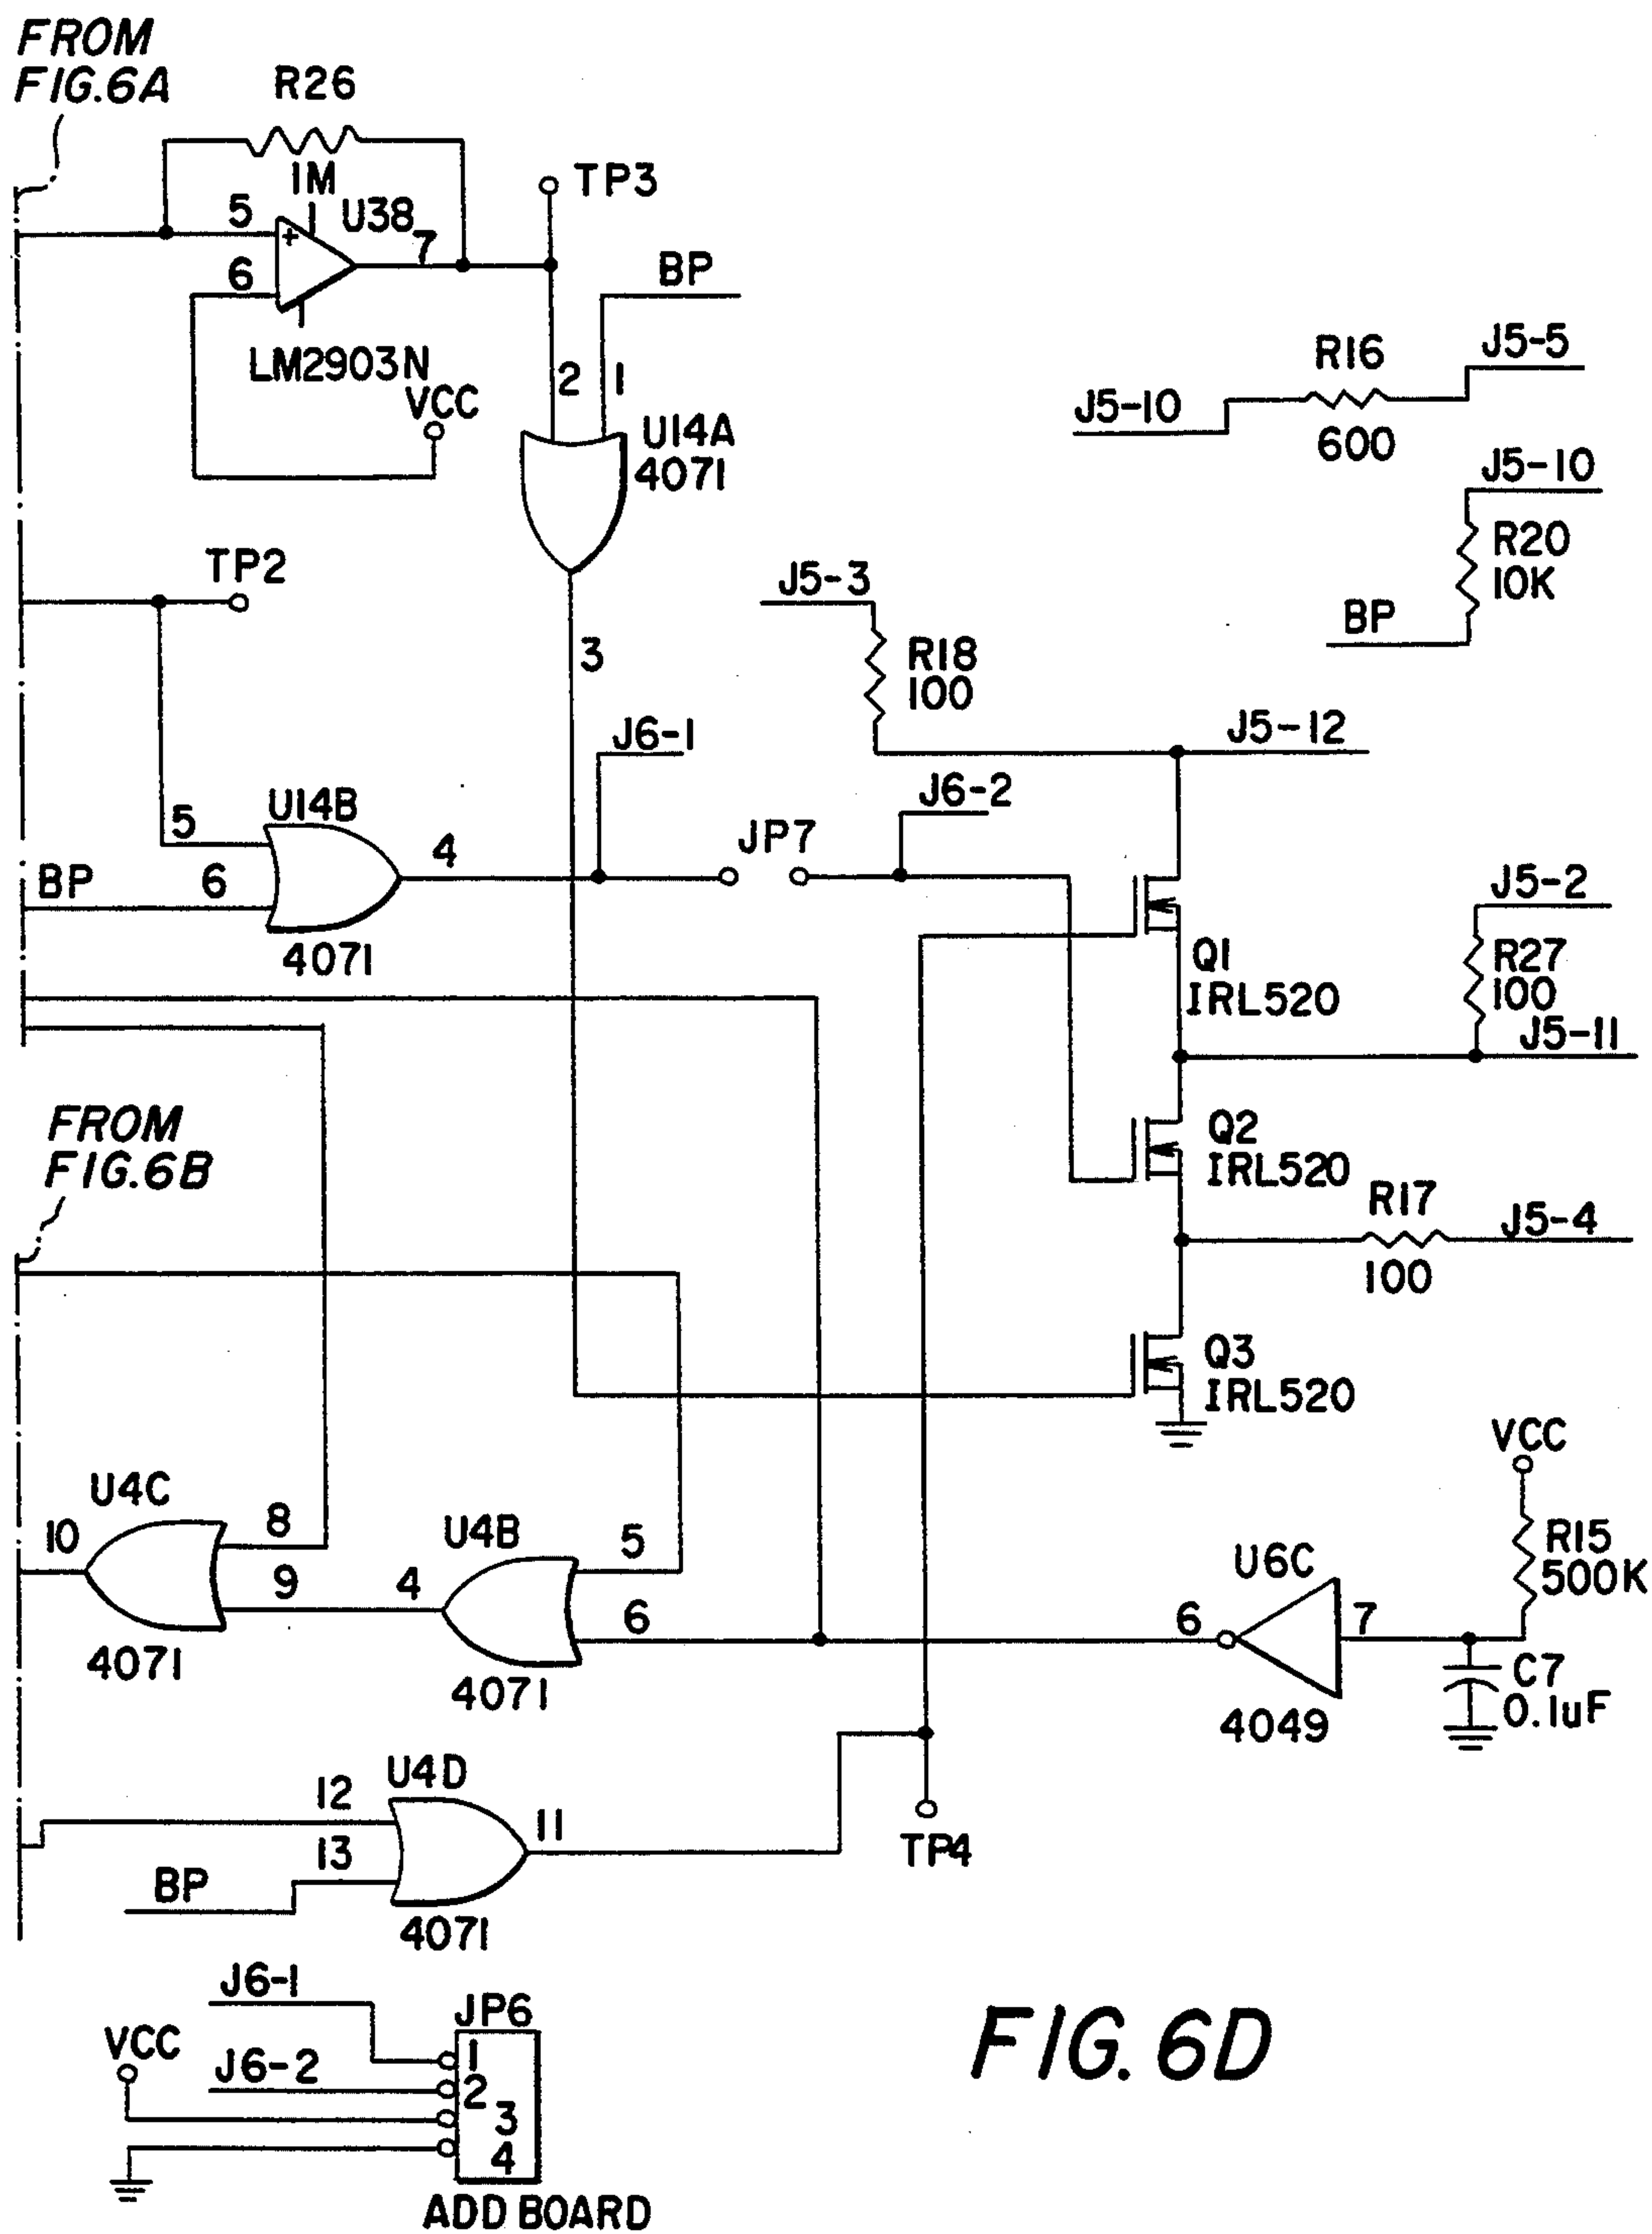 FROM
FIG.6A
R26
1M
TP3
5
U38
7
6
BP
LM2903N
VCC
2
1
U14A
4071
R16
J5-5
J5-10
600
J5-10
R20
10K
BP
TP2
J5-3
3
R18
100
J6-1
J5-12
J6-2
U14B
5
4
JP7
BP
6
4071
J5-2
Q1
IRL520
R27
100
J5-11
FROM
FIG.6B
Q2
IRL520
R17
J5-4
100
Q3
IRL520
VCC
U4C
10
8
U4B
5
R15
500K
9
4
6
U6C
6
7
4071
4071
C7
0.1uF
4049
U4D
12
11
13
TP4
BP
4071
J6-1
JP6
VCC
1
J6-2
2
3
4
ADD BOARD
FIG. 6D